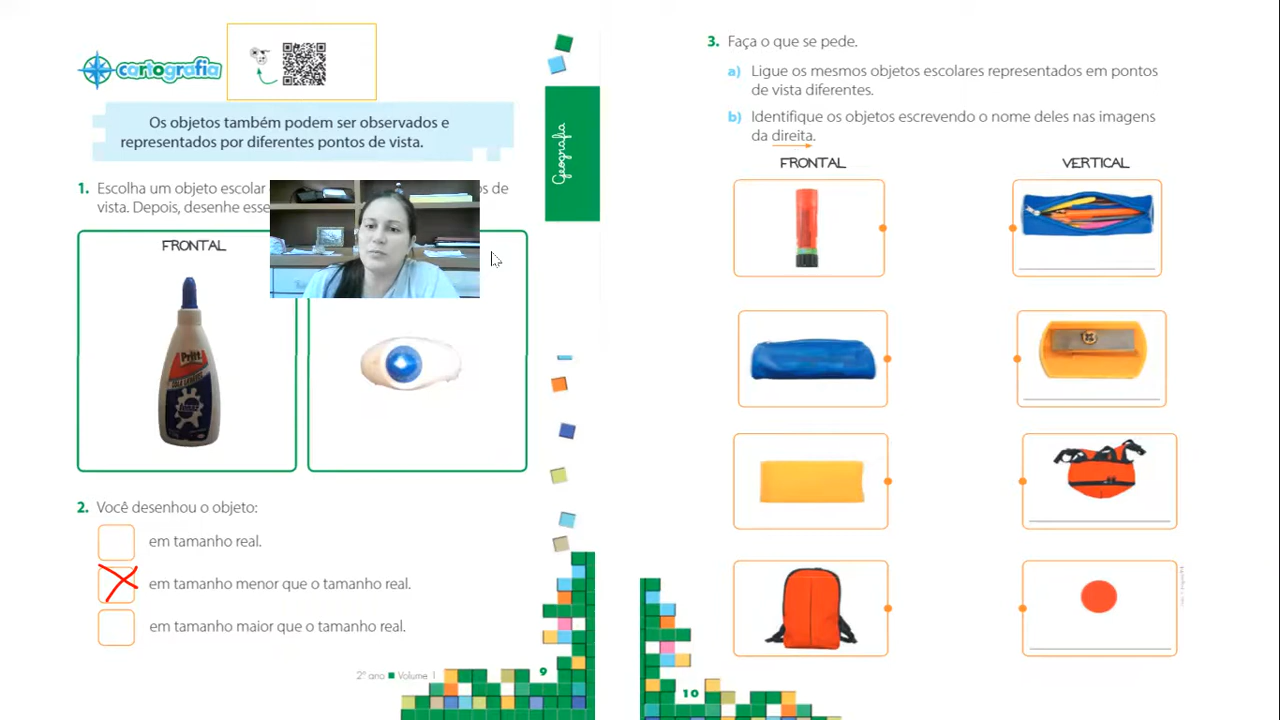 cartografia
Os objetos também podem ser observados e
representados por diferentes pontos de vista.
1. Escolha um objeto escolar de
vista. Depois, desenhe esse
FRONTAL
Pritt
2. Você desenhou o objeto:
em tamanho real.
em tamanho menor que o tamanho real.
em tamanho maior que o tamanho real.
2º ano ■ Volume 1
9
Geografia
3. Faça o que se pede.
a) Ligue os mesmos objetos escolares representados em pontos
de vista diferentes.
b) Identifique os objetos escrevendo o nome deles nas imagens
da direita.
FRONTAL
VERTICAL
10